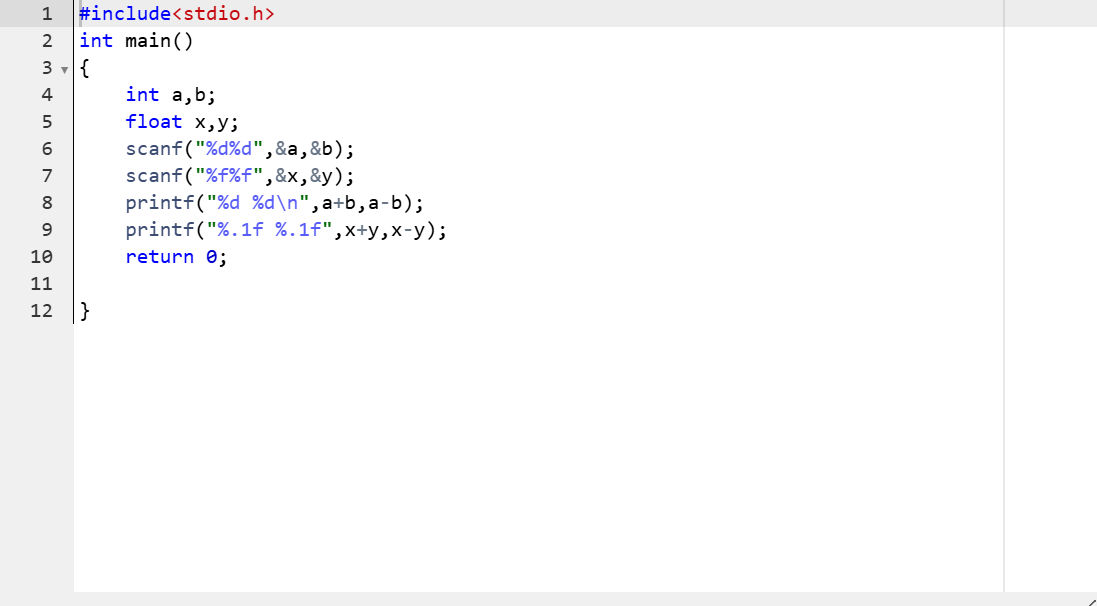 1 #include<stdio.h>
2 int main()
3 {
4     int a,b;
5     float x,y;
6     scanf("%d%d",&a,&b);
7     scanf("%f%f",&x,&y);
8     printf("%d %d\n",a+b,a-b);
9     printf("%.1f %.1f",x+y,x-y);
10     return 0;
11
12 }